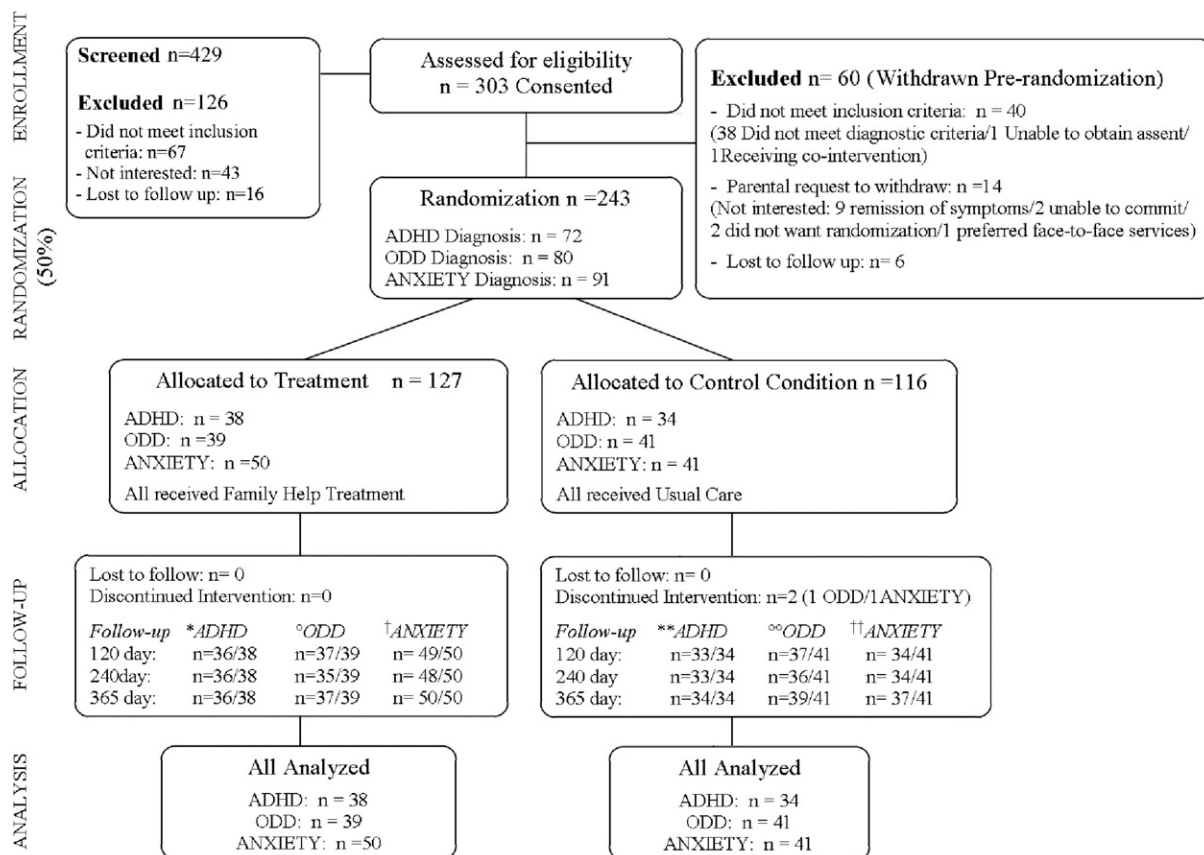 ENROLLMENT
Screened n=429
Excluded n=126
- Did not meet inclusion
criteria: n=67
- Not interested: n=43
- Lost to follow up: n=16
Assessed for eligibility
n = 303 Consented
Excluded n= 60 (Withdrawn Pre-randomization)
- Did not meet inclusion criteria: n = 40
(38 Did not meet diagnostic criteria/1 Unable to obtain assent/
1Receiving co-intervention)
- Parental request to withdraw: n =14
(Not interested: 9 remission of symptoms/2 unable to commit/
2 did not want randomization/1 preferred face-to-face services)
- Lost to follow up: n= 6
RANDOMIZATION
(50%)
Randomization n =243
ADHD Diagnosis: n = 72
ODD Diagnosis: n = 80
ANXIETY Diagnosis: n = 91
ALLOCATION
Allocated to Treatment n = 127
ADHD: n = 38
ODD: n =39
ANXIETY: n =50
All received Family Help Treatment
Allocated to Control Condition n =116
ADHD: n = 34
ODD: n = 41
ANXIETY: n = 41
All received Usual Care
FOLLOW-UP
Lost to follow: n= 0
Discontinued Intervention: n=0
Follow-up *ADHD °ODD †ANXIETY
120 day: n=36/38 n=37/39 n= 49/50
240day: n=36/38 n=35/39 n= 48/50
365 day: n=36/38 n=37/39 n= 50/50
Lost to follow: n= 0
Discontinued Intervention: n=2 (1 ODD/1ANXIETY)
Follow-up **ADHD °°ODD ††ANXIETY
120 day: n=33/34 n=37/41 n= 34/41
240 day n=33/34 n=36/41 n= 34/41
365 day: n=34/34 n=39/41 n= 37/41
ANALYSIS
All Analyzed
ADHD: n = 38
ODD: n = 39
ANXIETY: n =50
All Analyzed
ADHD: n = 34
ODD: n = 41
ANXIETY: n = 41